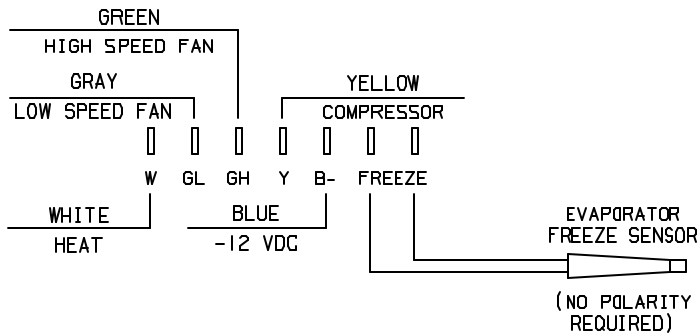 GREEN
HIGH SPEED FAN
GRAY
LOW SPEED FAN
YELLOW
COMPRESSOR
W GL GH Y B- FREEZE
WHITE
HEAT
BLUE
-12 VDC
EVAPORATOR
FREEZE SENSOR
(NO POLARITY
REQUIRED)